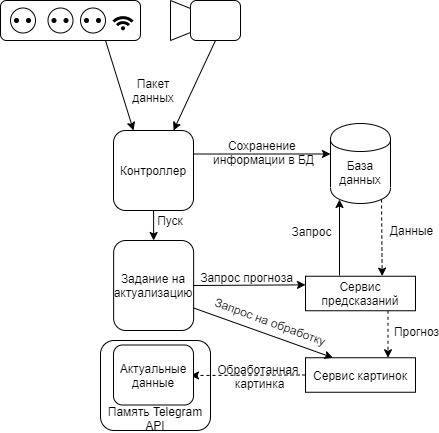 Пакет
данных
Контроллер
Сохранение
информации в БД
База
данных
Пуск
Запрос
Данные
Задание на
актуализацию
Запрос прогноза
Сервис
предсказаний
Запрос на обработку
Прогноз
Актуальные
данные
Обработанная
картинка
Сервис картинок
Память Telegram
API